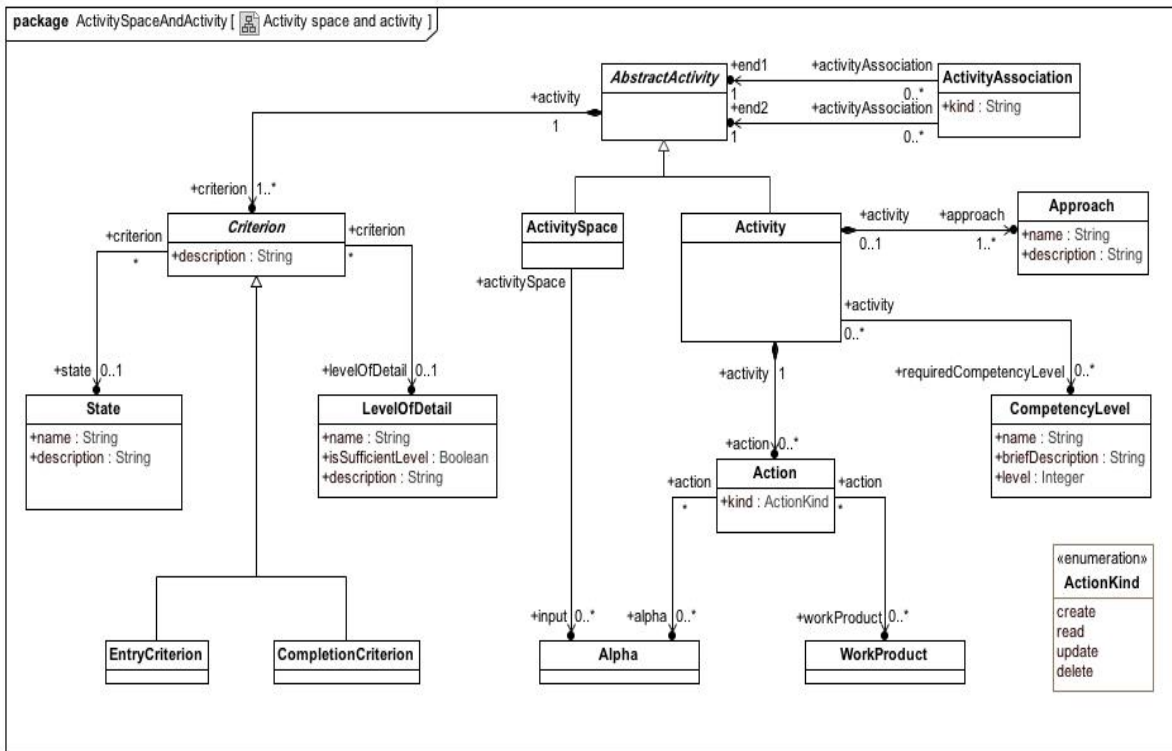 package ActivitySpaceAndActivity [ Activity space and activity ]
AbstractActivity
+end1
1
+activityAssociation
0..*
+end2
1
+activityAssociation
0..*
ActivityAssociation
+kind : String
+activity
1
+criterion 1..*
Criterion
+description : String
+criterion
*
+criterion
*
ActivitySpace
+activitySpace
Activity
+activity
0..1
+approach
1..*
Approach
+name : String
+description : String
+activity
0..*
+requiredCompetencyLevel 0..*
+activity 1
+state 0..1
State
+name : String
+description : String
+levelOfDetail 0..1
LevelOfDetail
+name : String
+isSufficientLevel : Boolean
+description : String
CompetencyLevel
+name : String
+briefDescription : String
+level : Integer
+action 0..*
Action
+kind : ActionKind
+action
*
+action
*
«enumeration»
ActionKind
create
read
update
delete
+input 0..*
+alpha 0..*
+workProduct 0..*
EntryCriterion
CompletionCriterion
Alpha
WorkProduct